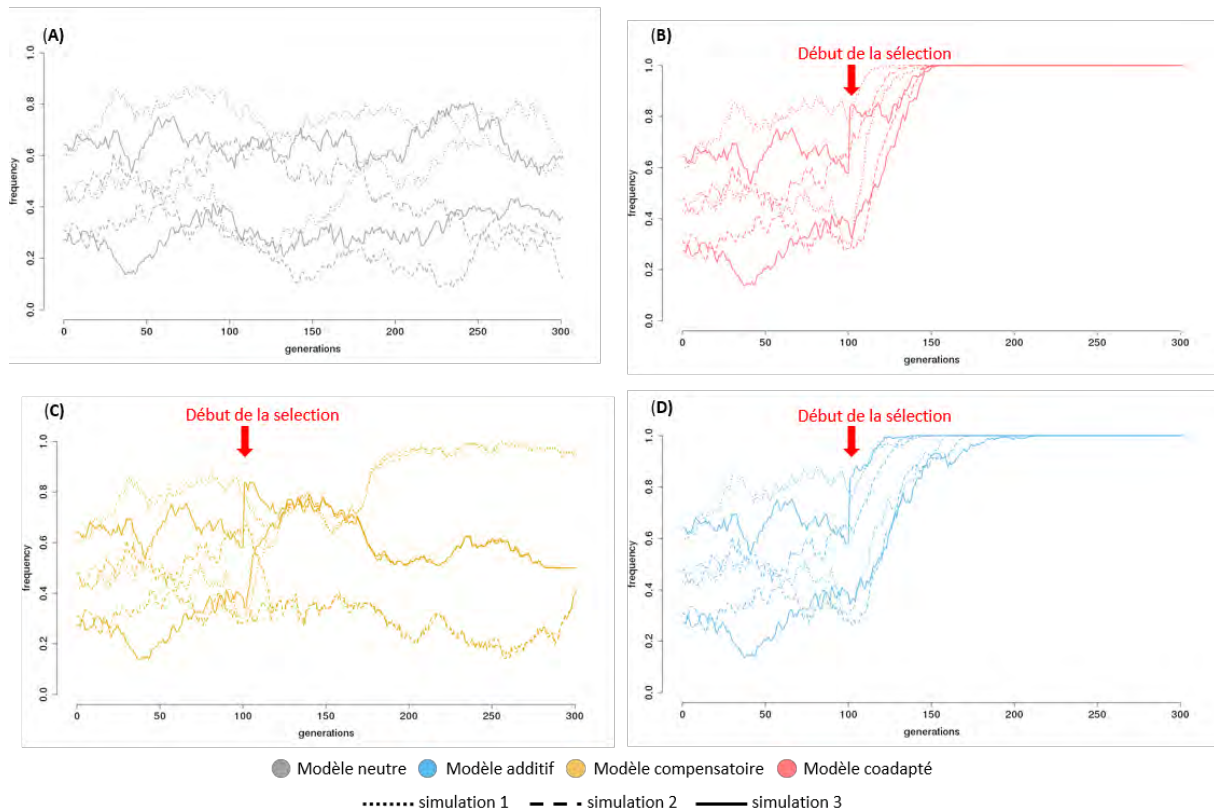 (A)
frequency
0.0 0.2 0.4 0.6 0.8 1.0
0 50 100 150 200 250 300
generations
(B)
Début de la sélection
frequency
0.0 0.2 0.4 0.6 0.8 1.0
0 50 100 150 200 250 300
generations
(C)
Début de la selection
frequency
0.0 0.2 0.4 0.6 0.8 1.0
0 50 100 150 200 250 300
generations
(D)
Début de la sélection
frequency
0.0 0.2 0.4 0.6 0.8 1.0
0 50 100 150 200 250 300
generations
Modèle neutre Modèle additif Modèle compensatoire Modèle coadapté
simulation 1 simulation 2 simulation 3